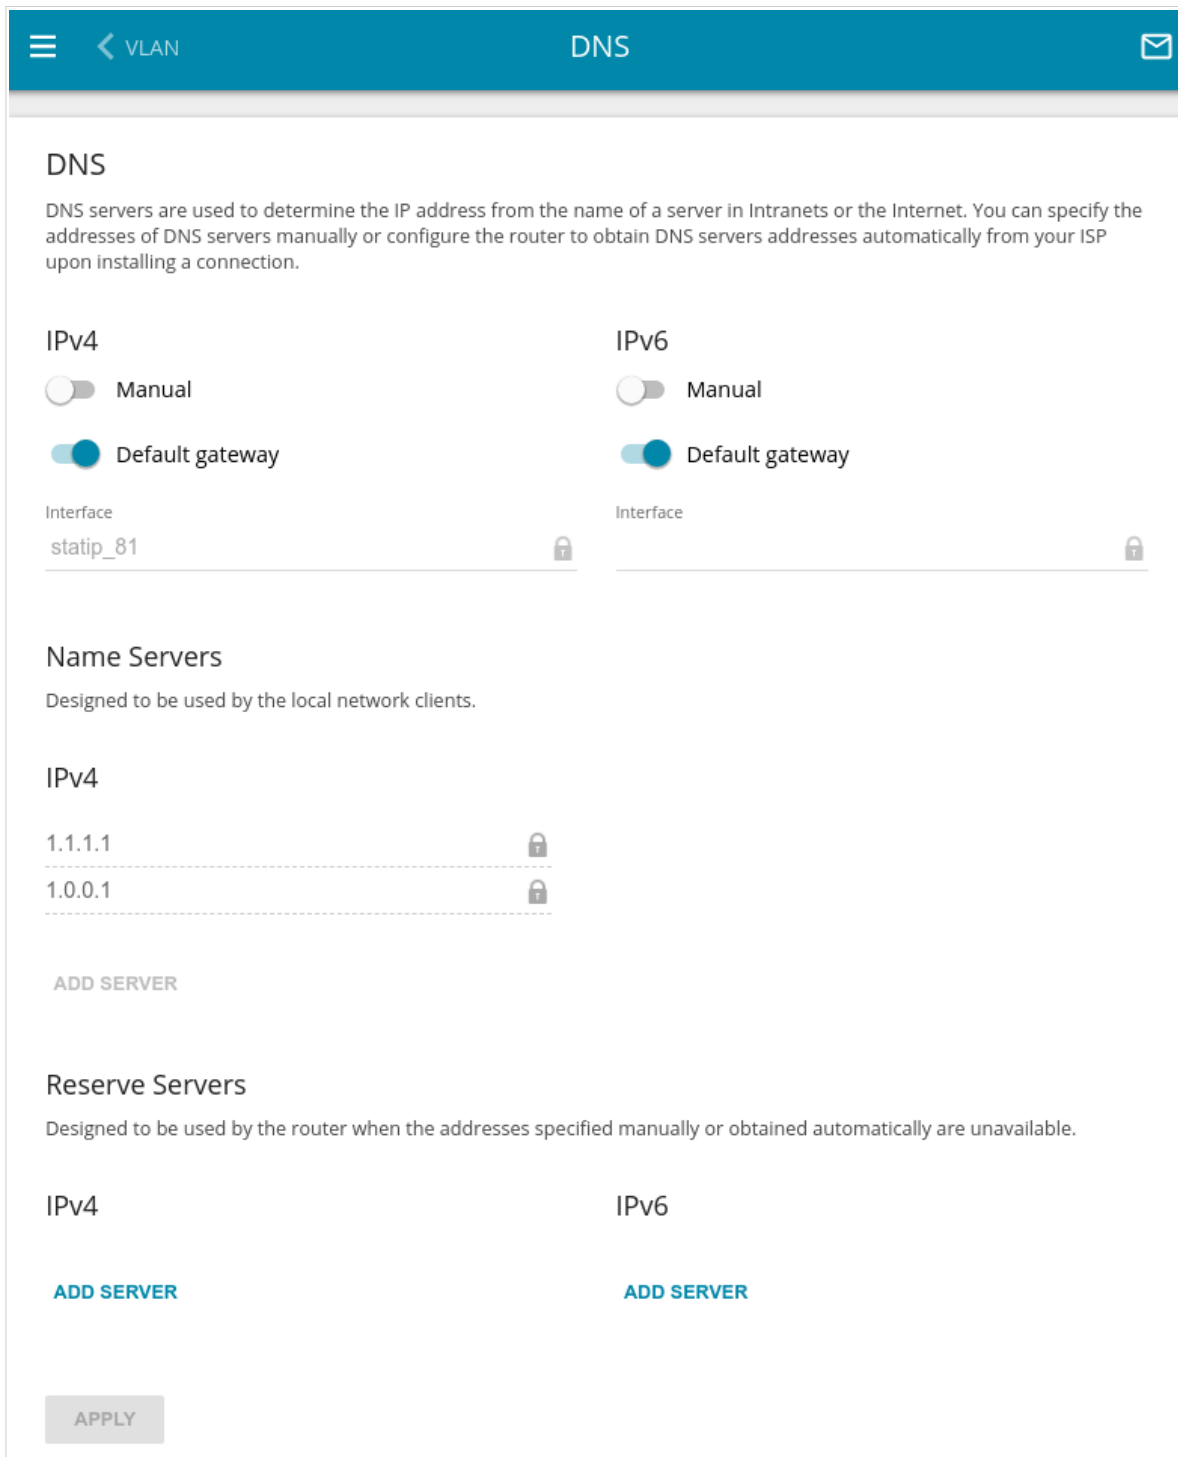 VLAN
DNS
DNS
DNS servers are used to determine the IP address from the name of a server in Intranets or the Internet. You can specify the
addresses of DNS servers manually or configure the router to obtain DNS servers addresses automatically from your ISP
upon installing a connection.
IPv4
IPv6
Manual
Manual
Default gateway
Default gateway
Interface
Interface
statip_81
Name Servers
Designed to be used by the local network clients.
IPv4
1.1.1.1
1.0.0.1
ADD SERVER
Reserve Servers
Designed to be used by the router when the addresses specified manually or obtained automatically are unavailable.
IPv4
IPv6
ADD SERVER
ADD SERVER
APPLY